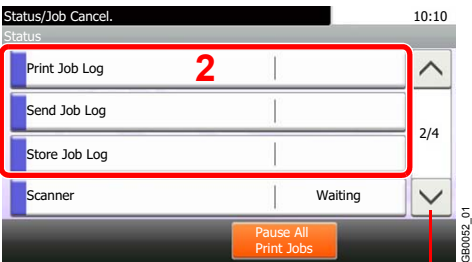 Status/Job Cancel. 10:10
Status
Print Job Log 2
Send Job Log
2/4
Store Job Log
Scanner Waiting
Pause All
Print Jobs
GB0052_01